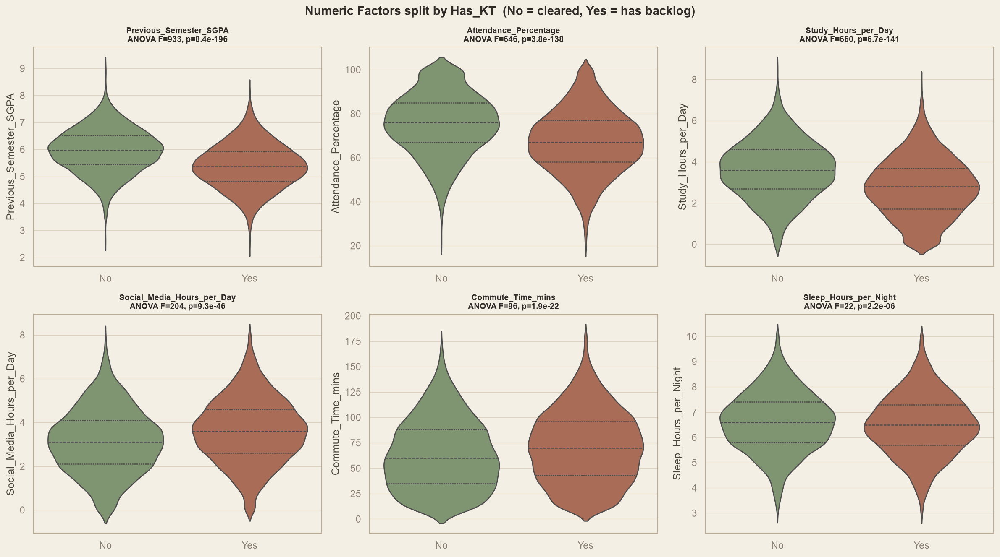 Numeric Factors split by Has_KT (No = cleared, Yes = has backlog)
Previous_Semester_SGPA
ANOVA F=933, p=8.4e-196
Previous_Semester_SGPA
9
8
7
6
5
4
3
2
No
Yes
Attendance_Percentage
ANOVA F=646, p=3.8e-138
Attendance_Percentage
100
80
60
40
20
No
Yes
Study_Hours_per_Day
ANOVA F=660, p=6.7e-141
Study_Hours_per_Day
8
6
4
2
0
No
Yes
Social_Media_Hours_per_Day
ANOVA F=204, p=9.3e-46
Social_Media_Hours_per_Day
8
6
4
2
0
No
Yes
Commute_Time_mins
ANOVA F=96, p=1.9e-22
Commute_Time_mins
200
175
150
125
100
75
50
25
0
No
Yes
Sleep_Hours_per_Night
ANOVA F=22, p=2.2e-06
Sleep_Hours_per_Night
10
9
8
7
6
5
4
3
No
Yes